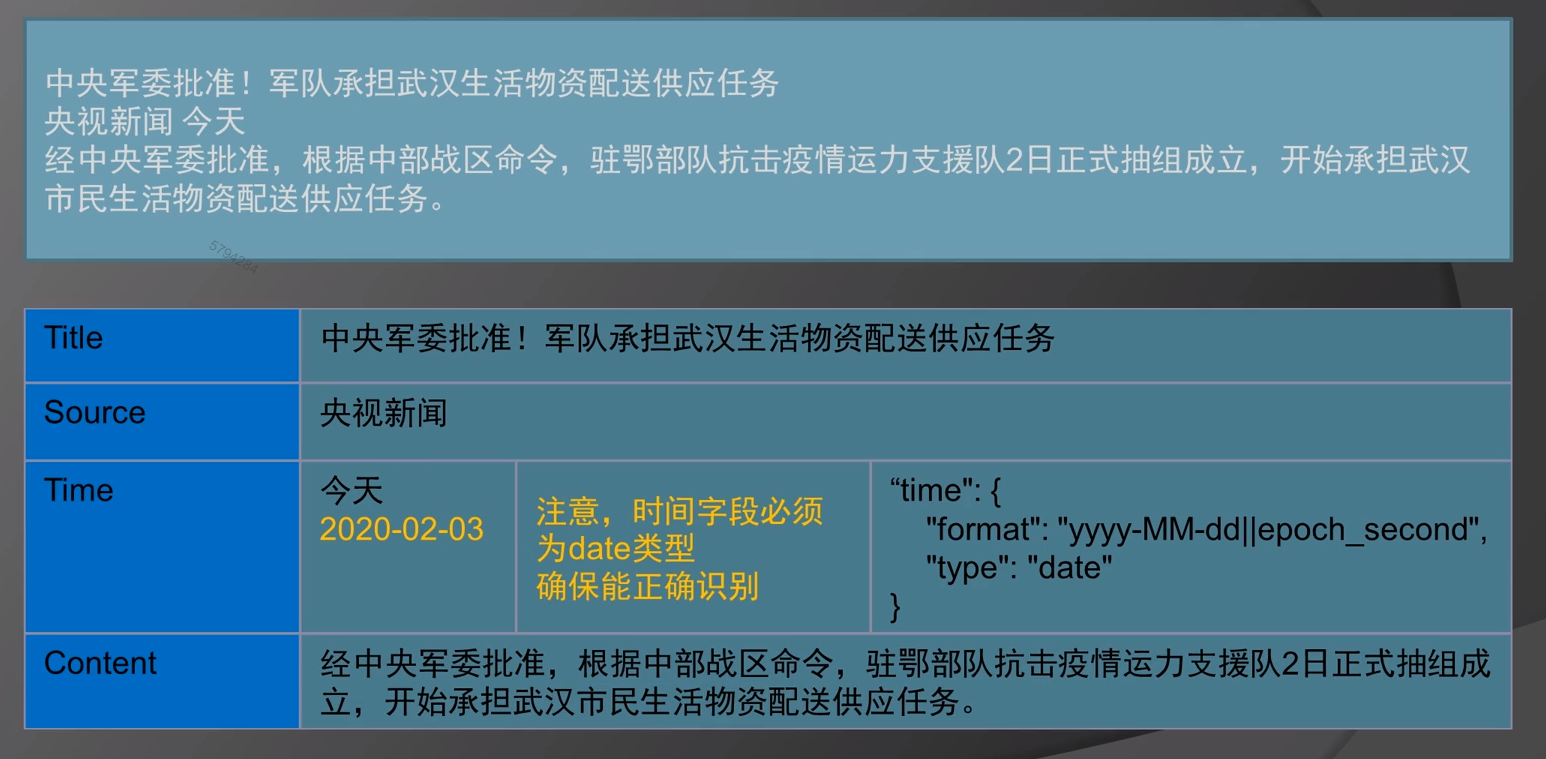 中央军委批准！军队承担武汉生活物资配送供应任务
央视新闻 今天
经中央军委批准，根据中部战区命令，驻鄂部队抗击疫情运力支援队2日正式抽组成立，开始承担武汉
市民生活物资配送供应任务。
5794284
Title
中央军委批准！军队承担武汉生活物资配送供应任务
Source
央视新闻
Time
今天
2020-02-03
注意，时间字段必须
为date类型
确保能正确识别
“time": {
"format": "yyyy-MM-dd||epoch_second",
"type": "date"
}
Content
经中央军委批准，根据中部战区命令，驻鄂部队抗击疫情运力支援队2日正式抽组成
立，开始承担武汉市民生活物资配送供应任务。